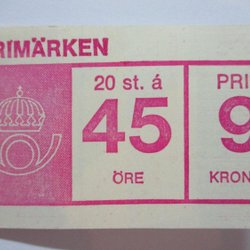 RIMÄRKEN
20 st. á
45
ÖRE
PRI
9
KRON